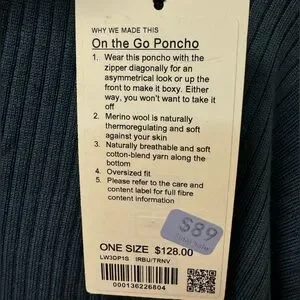 WHY WE MADE THIS
On the Go Poncho
1. Wear this poncho with the
zipper diagonally for an
asymmetrical look or up the
front to make it boxy. Either
way, you won't want to take it
off
2. Merino wool is naturally
thermoregulating and soft
against your skin
3. Naturally breathable and soft
cotton-blend yarn along the
bottom
4. Oversized fit
5. Please refer to the care and
content label for full fibre
content information
$89
ONE SIZE $128.00
LW3DP1S IRBU/TRNV
000136226804